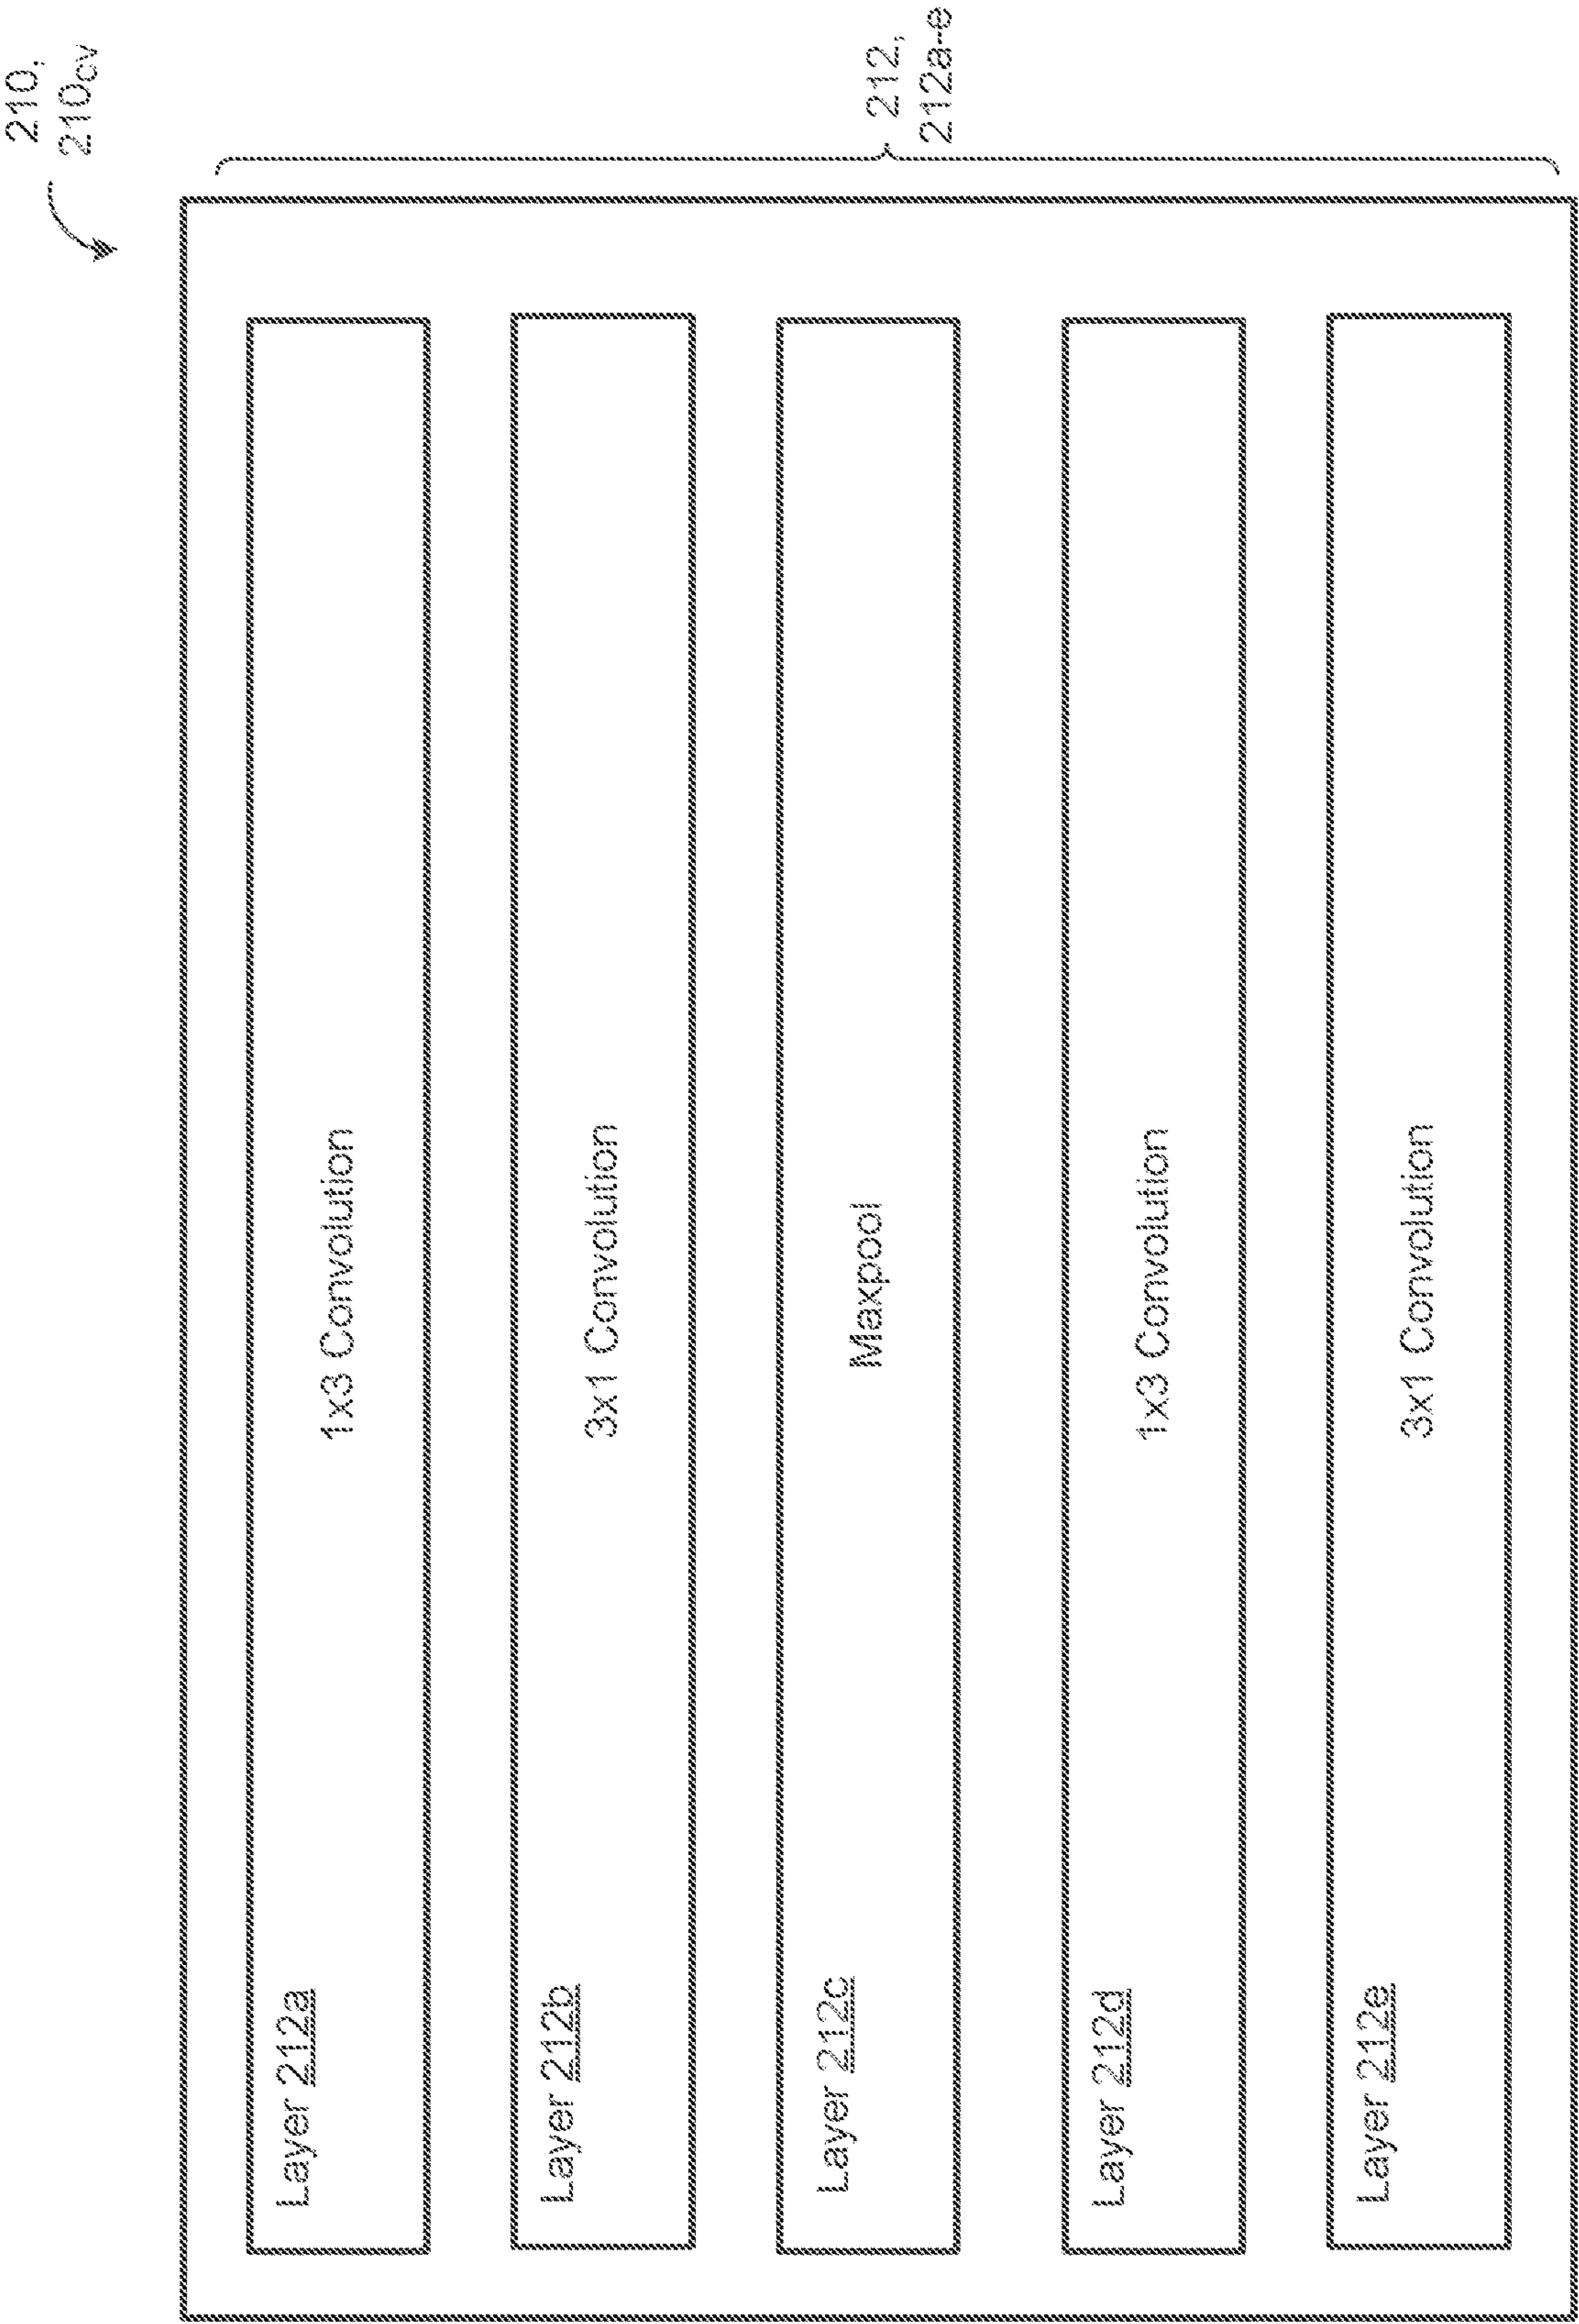 210,
210cv
Layer 212a
1x3 Convolution
Layer 212b
3x1 Convolution
Layer 212c
Maxpool
Layer 212d
1x3 Convolution
Layer 212e
3x1 Convolution
212,
212a-e